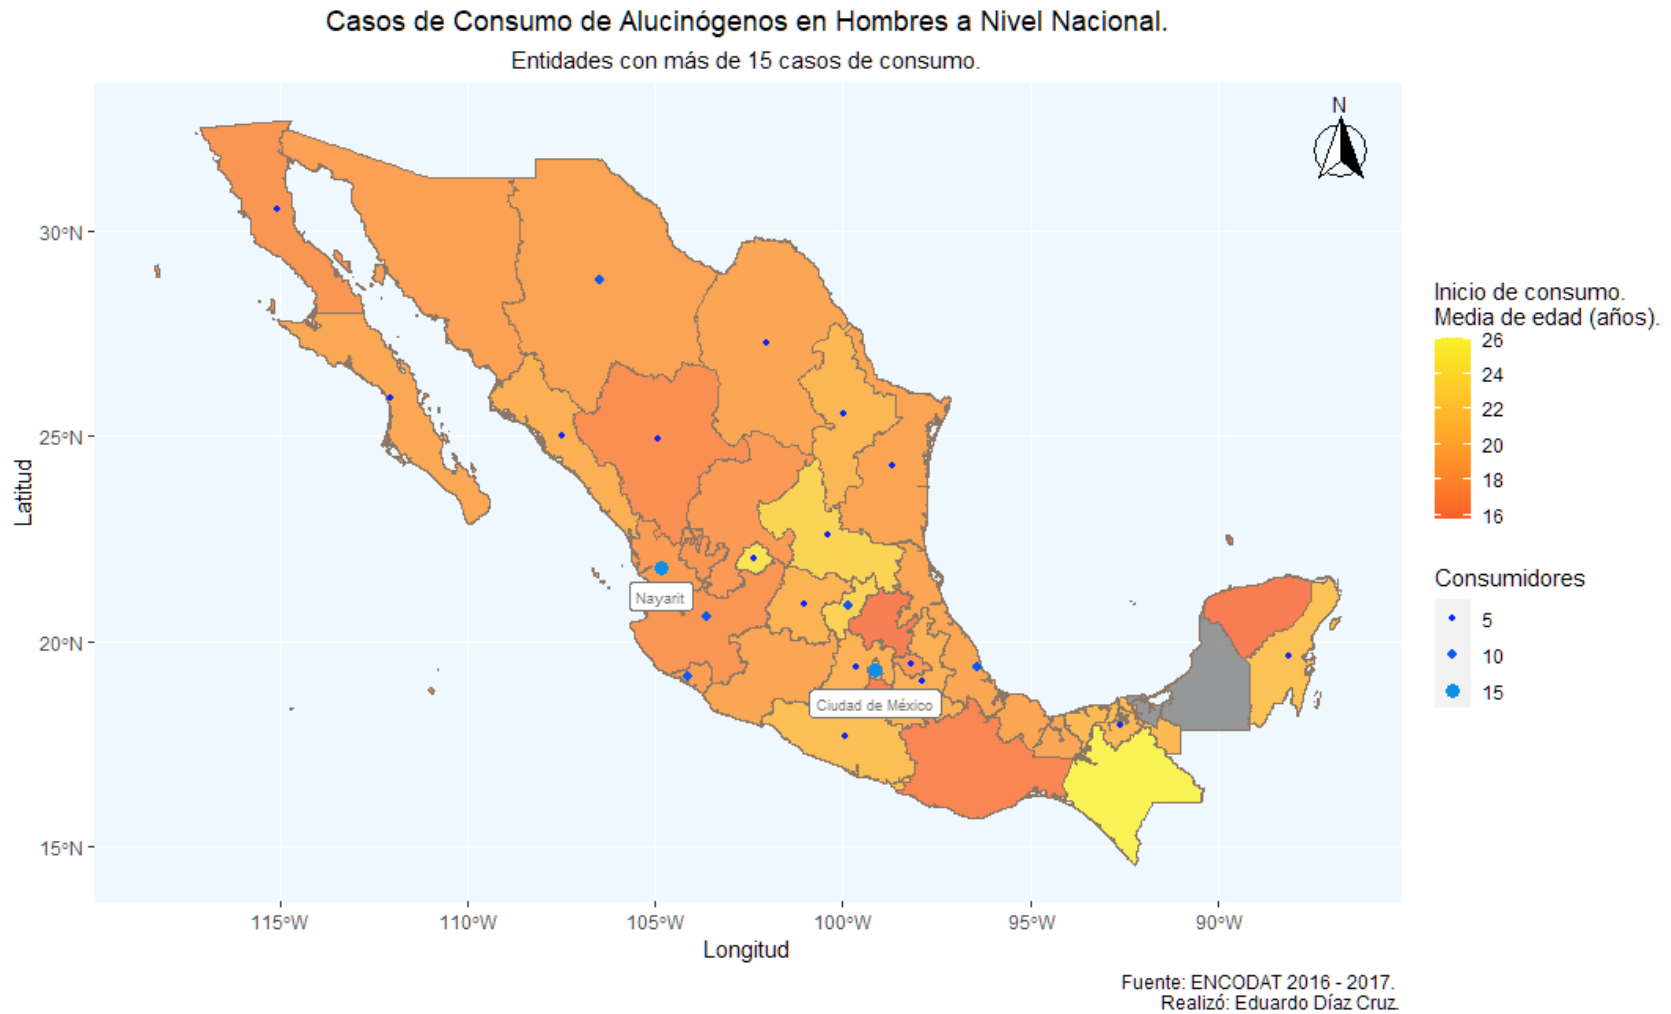 Casos de Consumo de Alucinógenos en Hombres a Nivel Nacional.
Entidades con más de 15 casos de consumo.
N
30°N
25°N
20°N
15°N
Latitud
Nayarit
Ciudad de México
115°W
110°W
105°W
100°W
95°W
90°W
Longitud
Inicio de consumo.
Media de edad (años).
26
24
22
20
18
16
Consumidores
5
10
15
Fuente: ENCODAT 2016 - 2017.
Realizó: Eduardo Díaz Cruz.